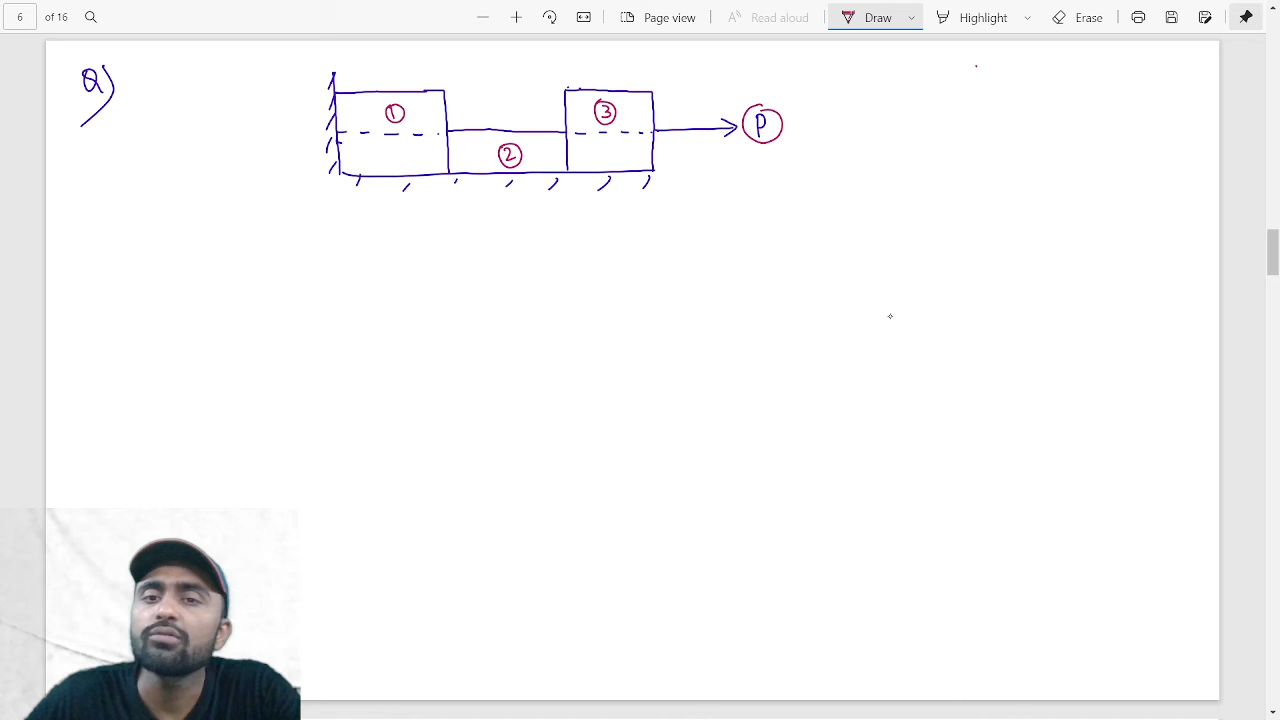 6 of 16 Page view Read aloud Draw Highlight Erase
Q)
① ③ P
②